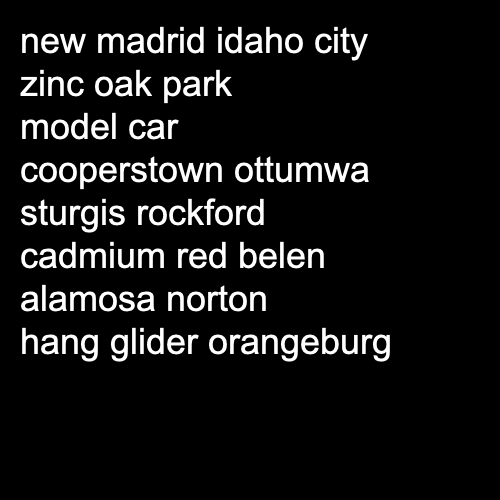 new madrid idaho city
zinc oak park
model car
cooperstown ottumwa
sturgis rockford
cadmium red belen
alamosa norton
hang glider orangeburg